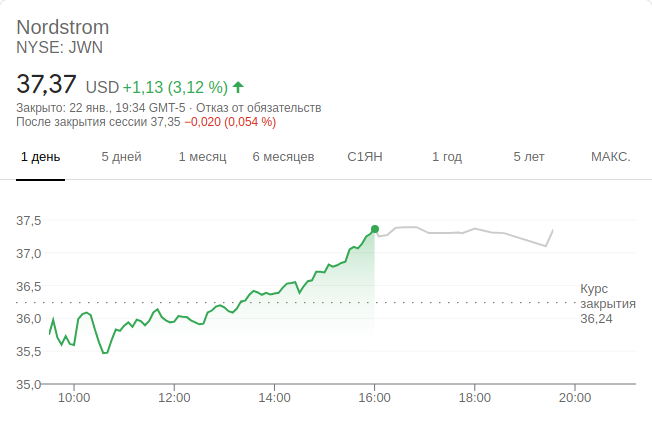 Nordstrom
NYSE: JWN
37,37 USD +1,13 (3,12 %)
Закрыто: 22 янв., 19:34 GMT-5 · Отказ от обязательств
После закрытия сессии 37,35 −0,020 (0,054 %)
1 день 5 дней 1 месяц 6 месяцев С1ЯН 1 год 5 лет МАКС.
37,5
37,0
36,5
36,0
35,5
35,0
Курс
закрытия
36,24
10:00 12:00 14:00 16:00 18:00 20:00